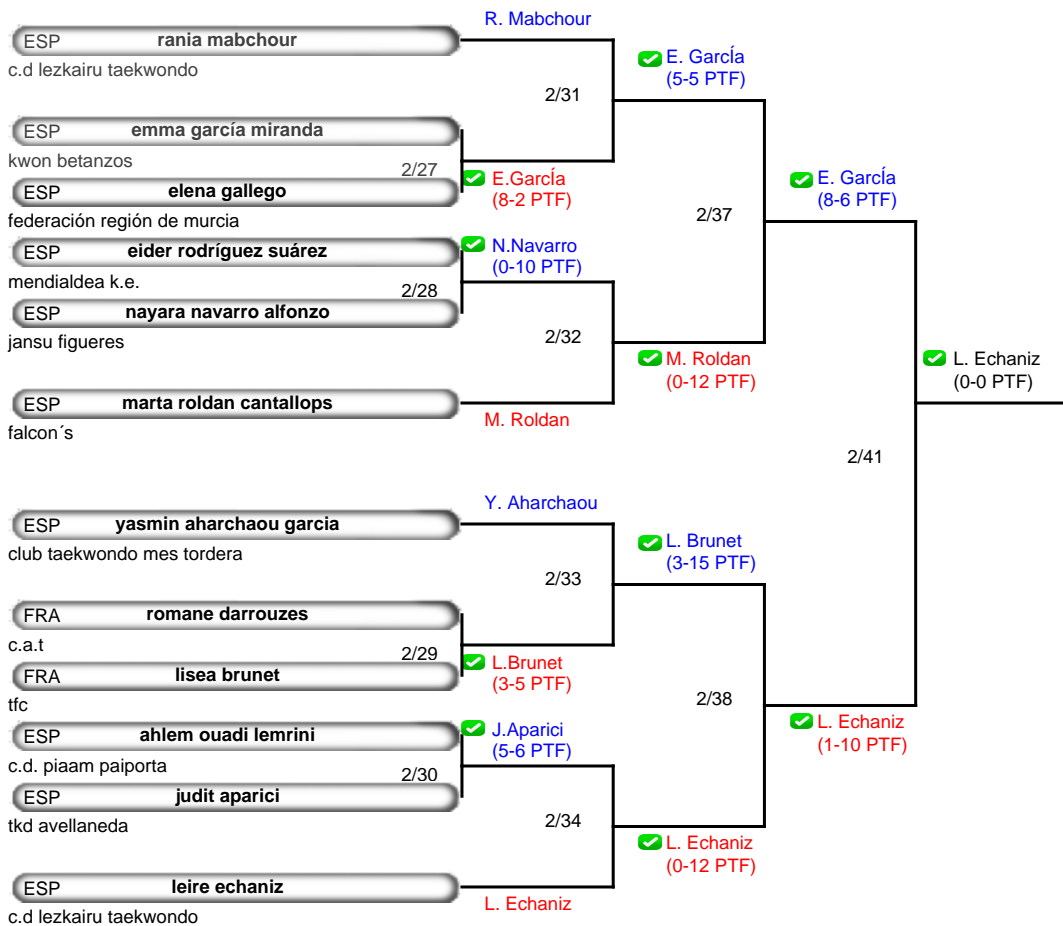 R. Mabchour
ESP rania mabchour
c.d lezkairu taekwondo
E. GarcÍa
(5-5 PTF)
2/31
ESP emma garcía miranda
kwon betanzos
2/27
E.GarcÍa
(8-2 PTF)
ESP elena gallego
federación región de murcia
E. GarcÍa
(8-6 PTF)
2/37
ESP eider rodríguez suárez
mendialdea k.e.
N.Navarro
(0-10 PTF)
2/28
ESP nayara navarro alfonzo
jansu figueres
2/32
M. Roldan
(0-12 PTF)
L. Echaniz
(0-0 PTF)
ESP marta roldan cantallops
falcon´s
M. Roldan
2/41
Y. Aharchaou
ESP yasmin aharchaou garcia
club taekwondo mes tordera
L. Brunet
(3-15 PTF)
2/33
FRA romane darrouzes
c.a.t
2/29
L.Brunet
(3-5 PTF)
FRA lisea brunet
tfc
2/38
L. Echaniz
(1-10 PTF)
ESP ahlem ouadi lemrini
c.d. piaam paiporta
J.Aparici
(5-6 PTF)
2/30
ESP judit aparici
tkd avellaneda
2/34
L. Echaniz
(0-12 PTF)
ESP leire echaniz
c.d lezkairu taekwondo
L. Echaniz